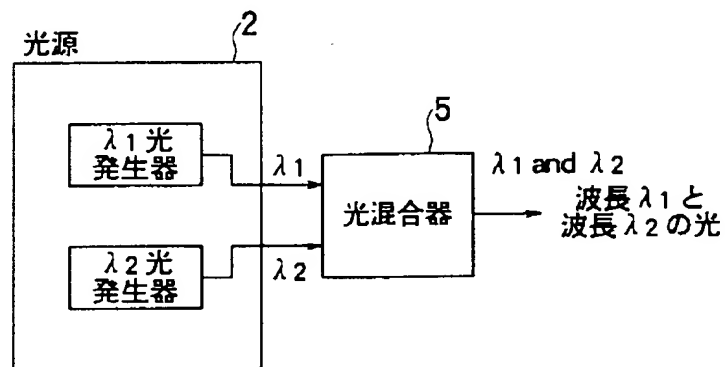 光源
2
λ1光
発生器
λ1
λ2光
発生器
λ2
5
光混合器
λ1 and λ2
波長λ1と
波長λ2の光